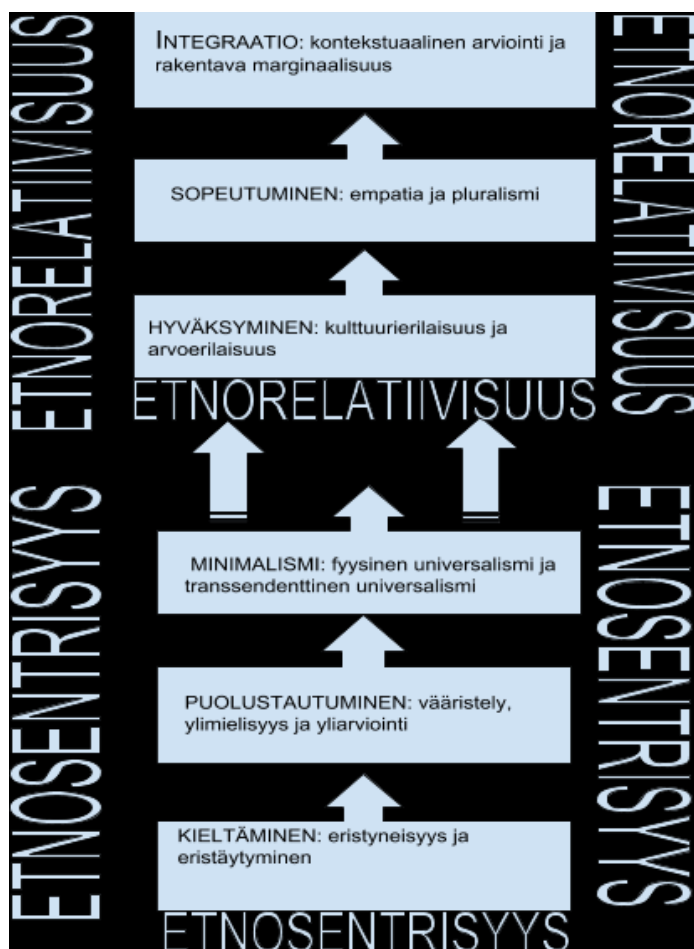 ETNORELATIIVISUUS
INTEGRAATIO: kontekstuaalinen arviointi ja
rakentava marginaalisuus
SOPEUTUMINEN: empatia ja pluralismi
HYVÄKSYMINEN: kulttuurierilaisuus ja
arvoerilaisuus
ETNORELATIIVISUUS
ETNORELATIIVISUUS
ETNOSENTRISYYS
MINIMALISMI: fyysinen universalismi ja
transsendenttinen universalismi
PUOLUSTAUTUMINEN: vääristely,
ylimielisyys ja yliarviointi
KIELTÄMINEN: eristyneisyys ja
eristäytyminen
ETNOSENTRISYYS
ETNOSENTRISYYS